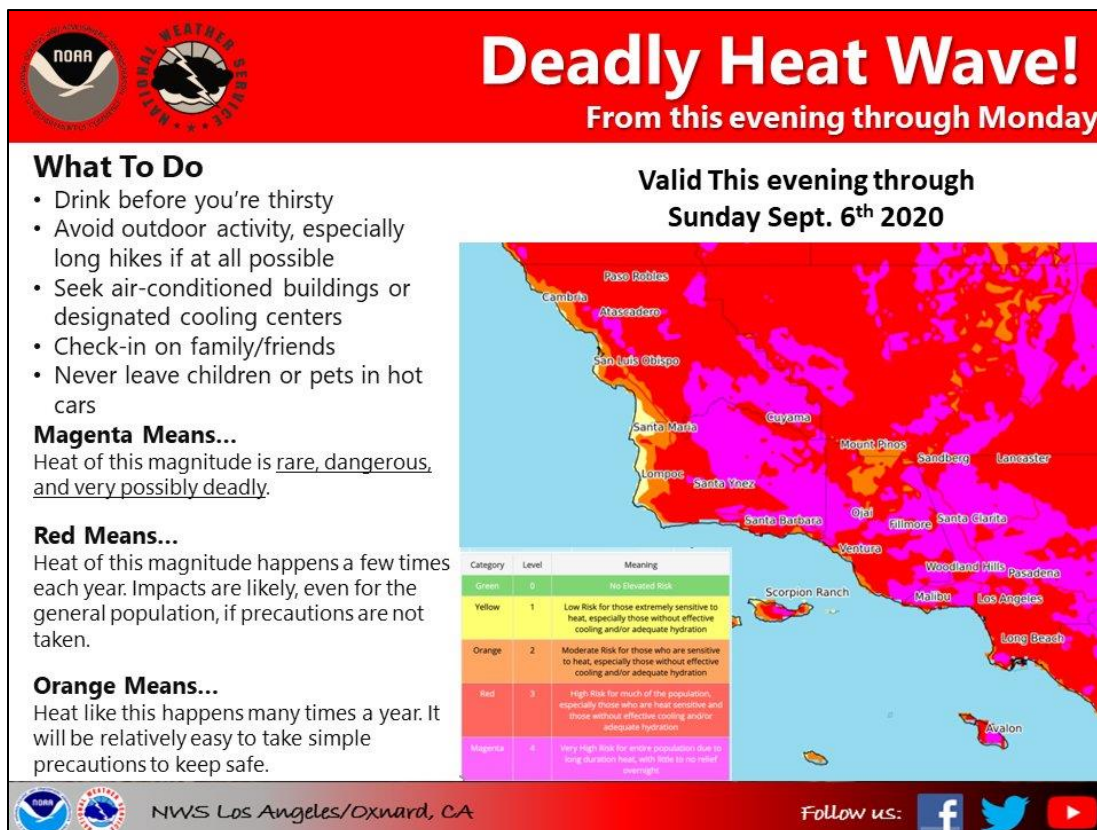 NOAA
NATIONAL WEATHER SERVICE
Deadly Heat Wave!
From this evening through Monday
What To Do
• Drink before you're thirsty
• Avoid outdoor activity, especially
long hikes if at all possible
• Seek air-conditioned buildings or
designated cooling centers
• Check-in on family/friends
• Never leave children or pets in hot
cars
Magenta Means...
Heat of this magnitude is rare, dangerous,
and very possibly deadly.
Red Means...
Heat of this magnitude happens a few times
each year. Impacts are likely, even for the
general population, if precautions are not
taken.
Orange Means...
Heat like this happens many times a year. It
will be relatively easy to take simple
precautions to keep safe.
Valid This evening through
Sunday Sept. 6th 2020
Paso Robles
Cambria
Atascadero
San Luis Obispo
Santa Maria
Cuyama
Mount Pinos
Sandberg
Lancaster
Lompoc
Santa Ynez
Santa Barbara
Ojai
Fillmore
Santa Clarita
Ventura
Woodland Hills
Pasadena
Scorpion Ranch
Malibu
Los Angeles
Long Beach
Avalon
Category Level Meaning
Green 0 No Elevated Risk
Yellow 1 Low Risk for those extremely sensitive to
heat, especially those without effective
cooling and/or adequate hydration
Orange 2 Moderate Risk for those who are sensitive
to heat, especially those without effective
cooling and/or adequate hydration
Red 3 High Risk for much of the population,
especially those who are heat sensitive and
those without effective cooling and/or
adequate hydration
Magenta 4 Very High Risk for entire population due to
long duration heat, with little to no relief
overnight
NOAA
NWS Los Angeles/Oxnard, CA
Follow us: